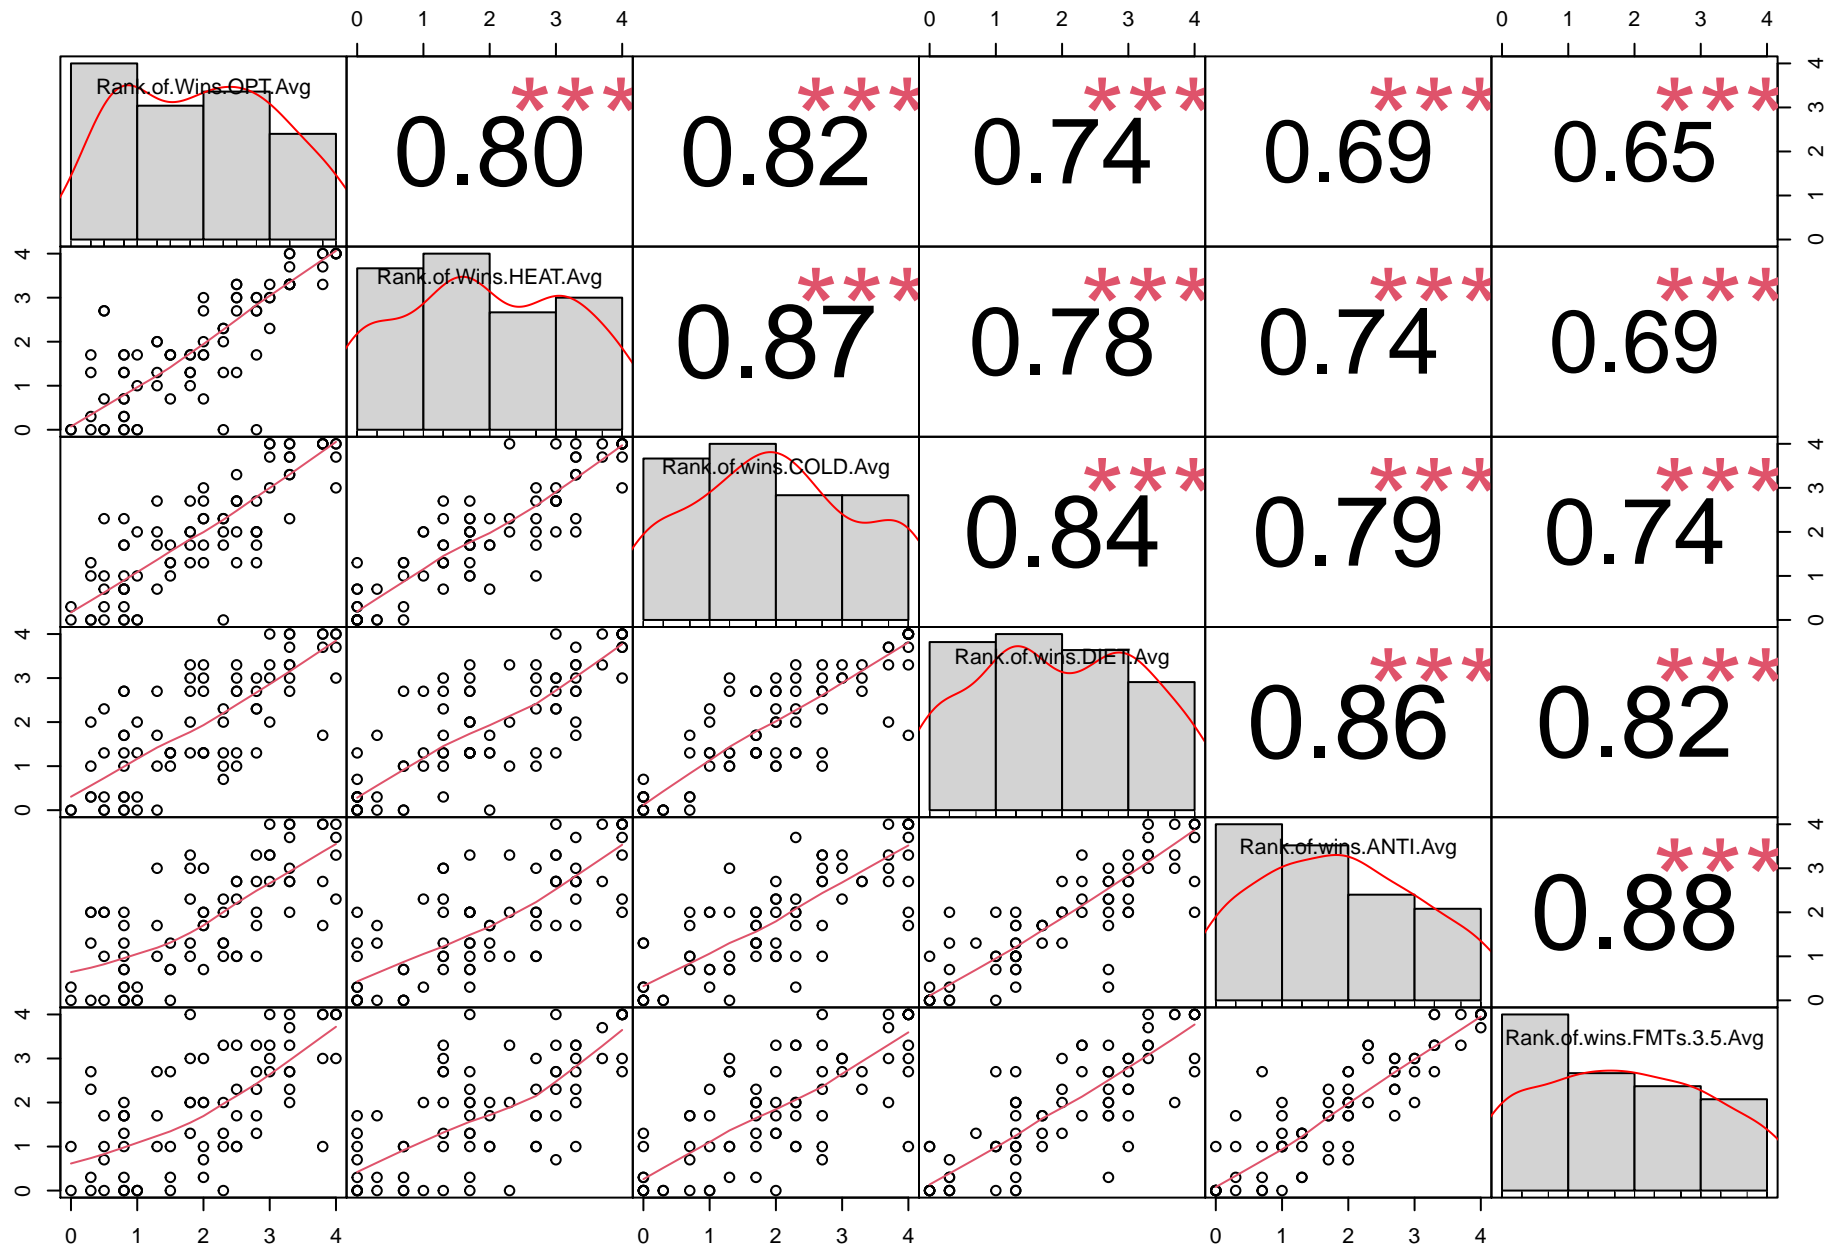 0 1 2 3 4 0 1 2 3 4 0 1 2 3 4
Rank.of.Wins.OPT.Avg
*** *** *** *** ***
0.80 0.82 0.74 0.69 0.65
0 1 2 3 4
Rank.of.Wins.HEAT.Avg
*** *** *** ***
0.87 0.78 0.74 0.69
0 1 2 3 4
Rank.of.wins.COLD.Avg
*** *** ***
0.84 0.79 0.74
0 1 2 3 4
Rank.of.wins.DIET.Avg
*** ***
0.86 0.82
0 1 2 3 4
Rank.of.wins.ANTI.Avg
***
0.88
0 1 2 3 4
Rank.of.wins.FMTs.3.5.Avg
0 1 2 3 4
0 1 2 3 4 0 1 2 3 4 0 1 2 3 4